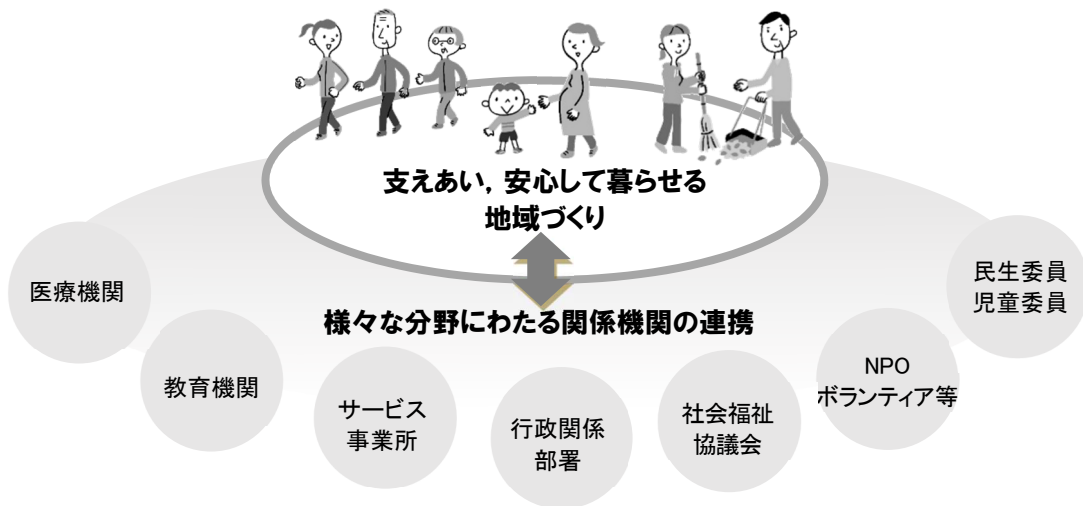 支えあい，安心して暮らせる
地域づくり
様々な分野にわたる関係機関の連携
医療機関
教育機関
サービス
事業所
行政関係
部署
社会福祉
協議会
NPO
ボランティア等
民生委員
児童委員